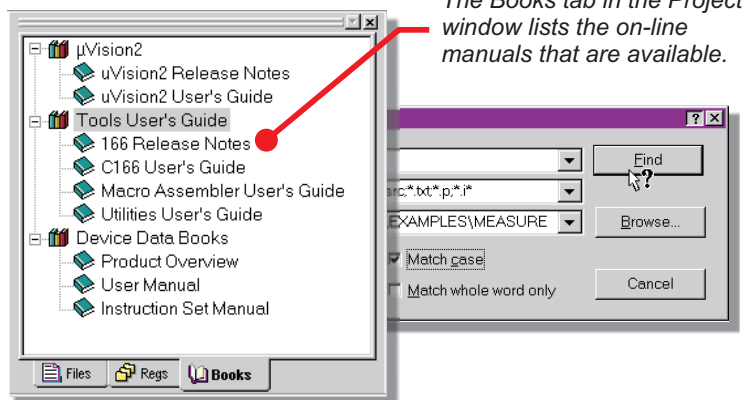 The Books tab in the Project
window lists the on-line
manuals that are available.
µVision2
uVision2 Release Notes
uVision2 User's Guide
Tools User's Guide
166 Release Notes
C166 User's Guide
Macro Assembler User's Guide
Utilities User's Guide
Device Data Books
Product Overview
User Manual
Instruction Set Manual
Files Regs Books
Find
*.txt*.p;*.i*
EXAMPLES\MEASURE
Browse...
Match case
Match whole word only
Cancel